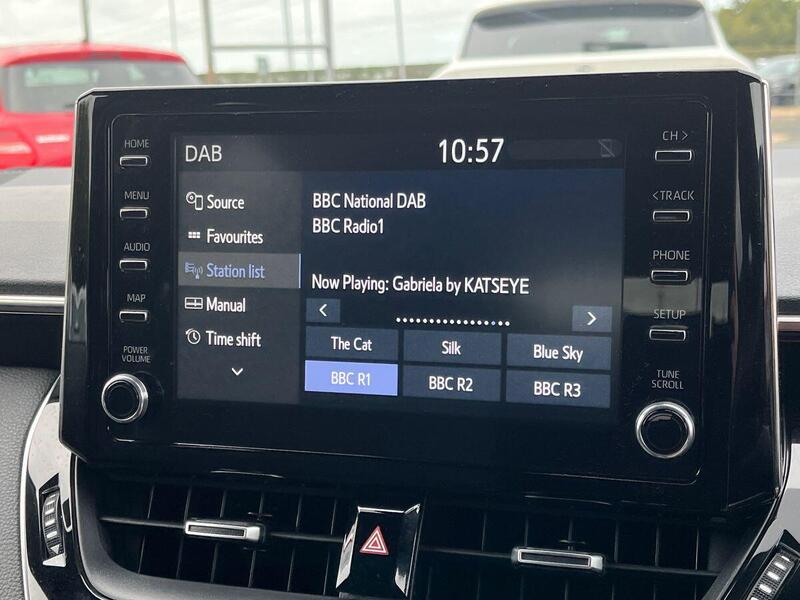 HOME
MENU
AUDIO
MAP
POWER
VOLUME
DAB
10:57
Source
Favourites
Station list
Manual
Time shift
BBC National DAB
BBC Radio1
Now Playing: Gabriela by KATSEYE
<
>
The Cat
Silk
Blue Sky
BBC R1
BBC R2
BBC R3
CH >
< TRACK
PHONE
SETUP
TUNE
SCROLL